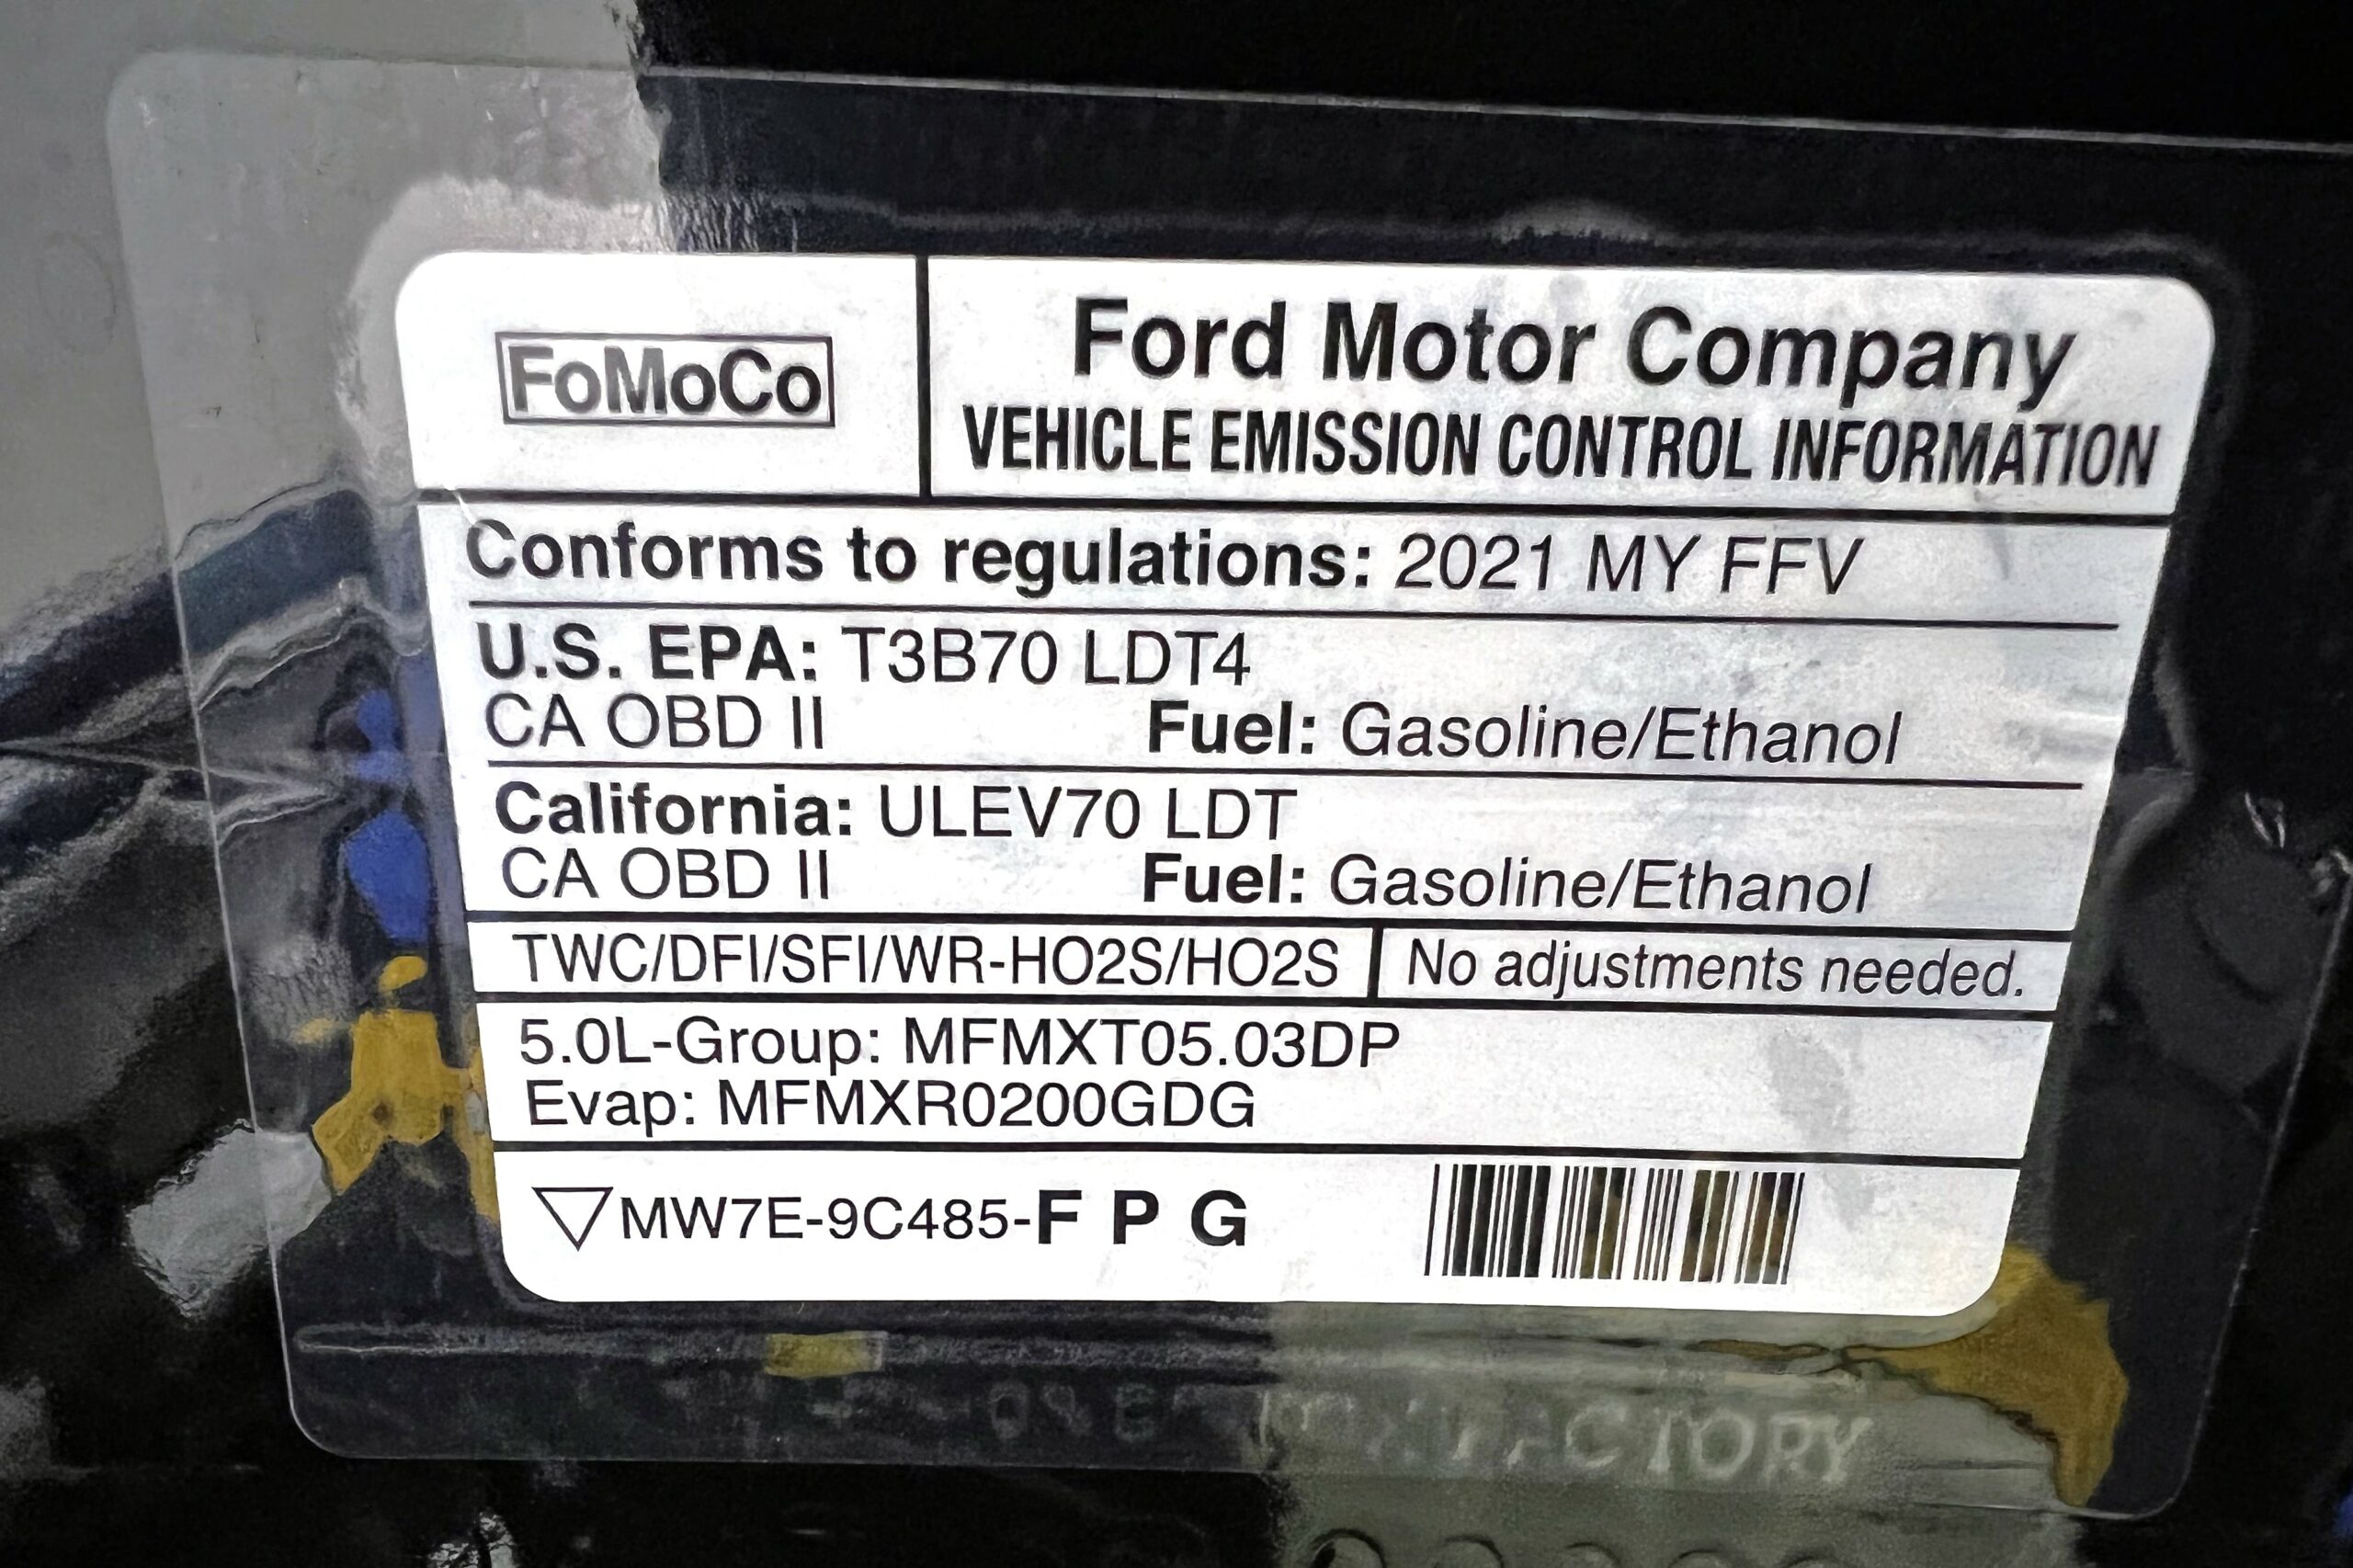 FoMoCo
Ford Motor Company
VEHICLE EMISSION CONTROL INFORMATION
Conforms to regulations: 2021 MY FFV
U.S. EPA: T3B70 LDT4
CA OBD II Fuel: Gasoline/Ethanol
California: ULEV70 LDT
CA OBD II Fuel: Gasoline/Ethanol
TWC/DFI/SFI/WR-HO2S/HO2S No adjustments needed.
5.0L-Group: MFMXT05.03DP
Evap: MFMXR0200GDG
MW7E-9C485-F P G